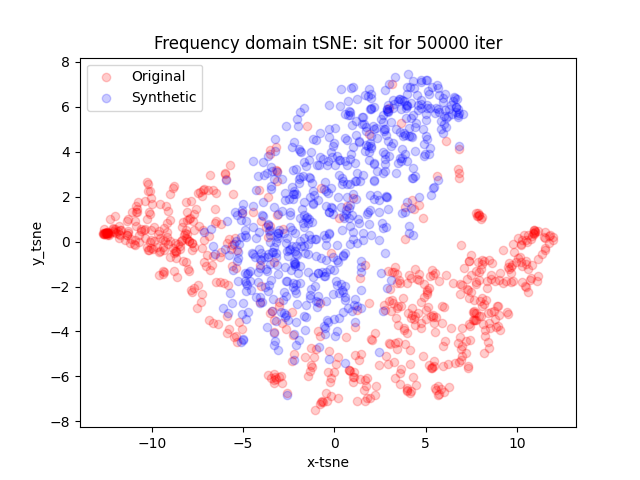 Frequency domain tSNE: sit for 50000 iter
Original
Synthetic
8
6
4
2
0
−2
−4
−6
−8
y_tsne
−10
−5
0
5
10
x-tsne